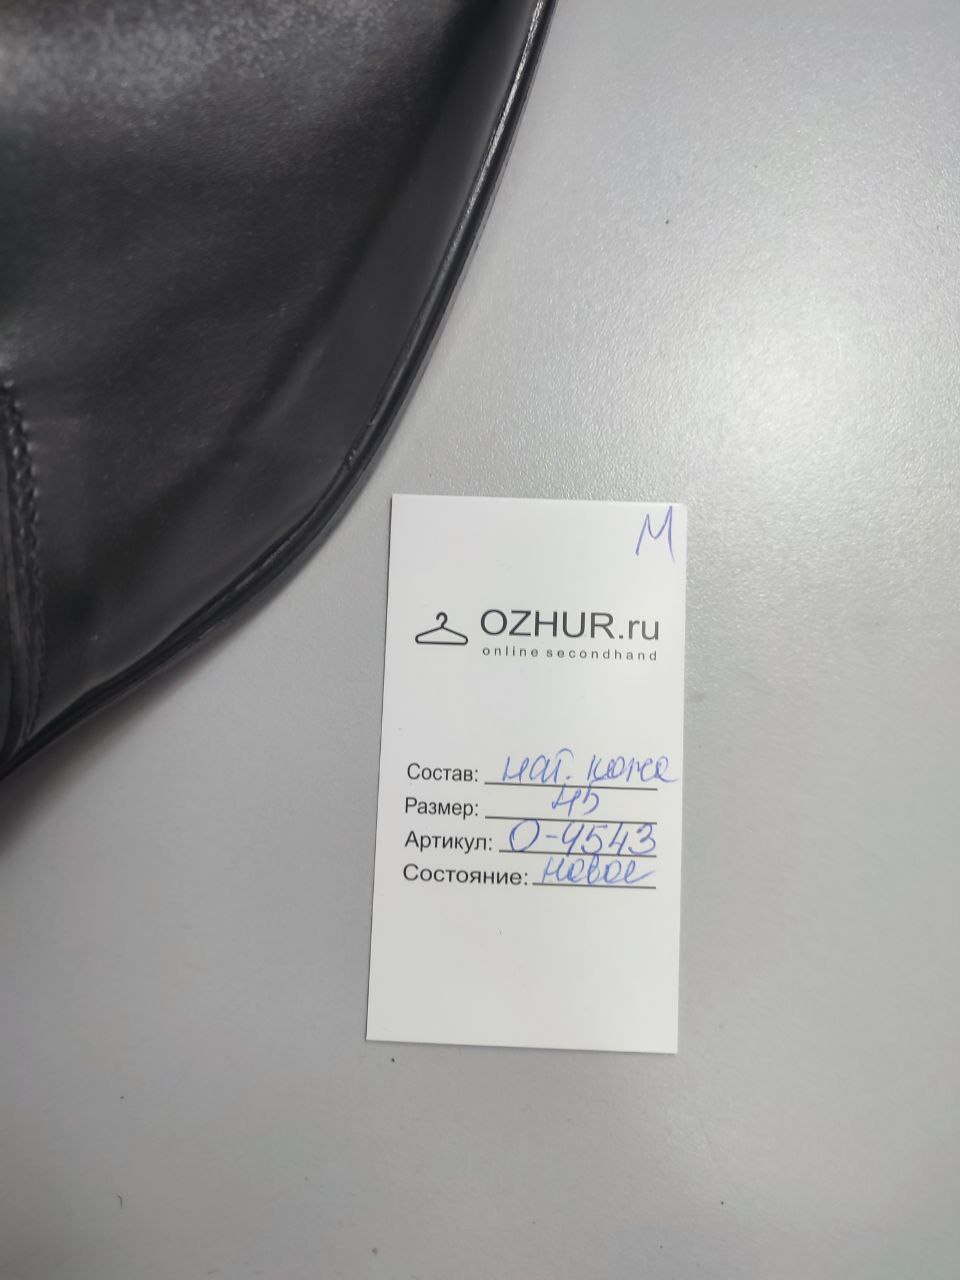 М
OZHUR.ru
online secondhand
Состав: нат. кожа
Размер: 45
Артикул: О-4543
Состояние: новое